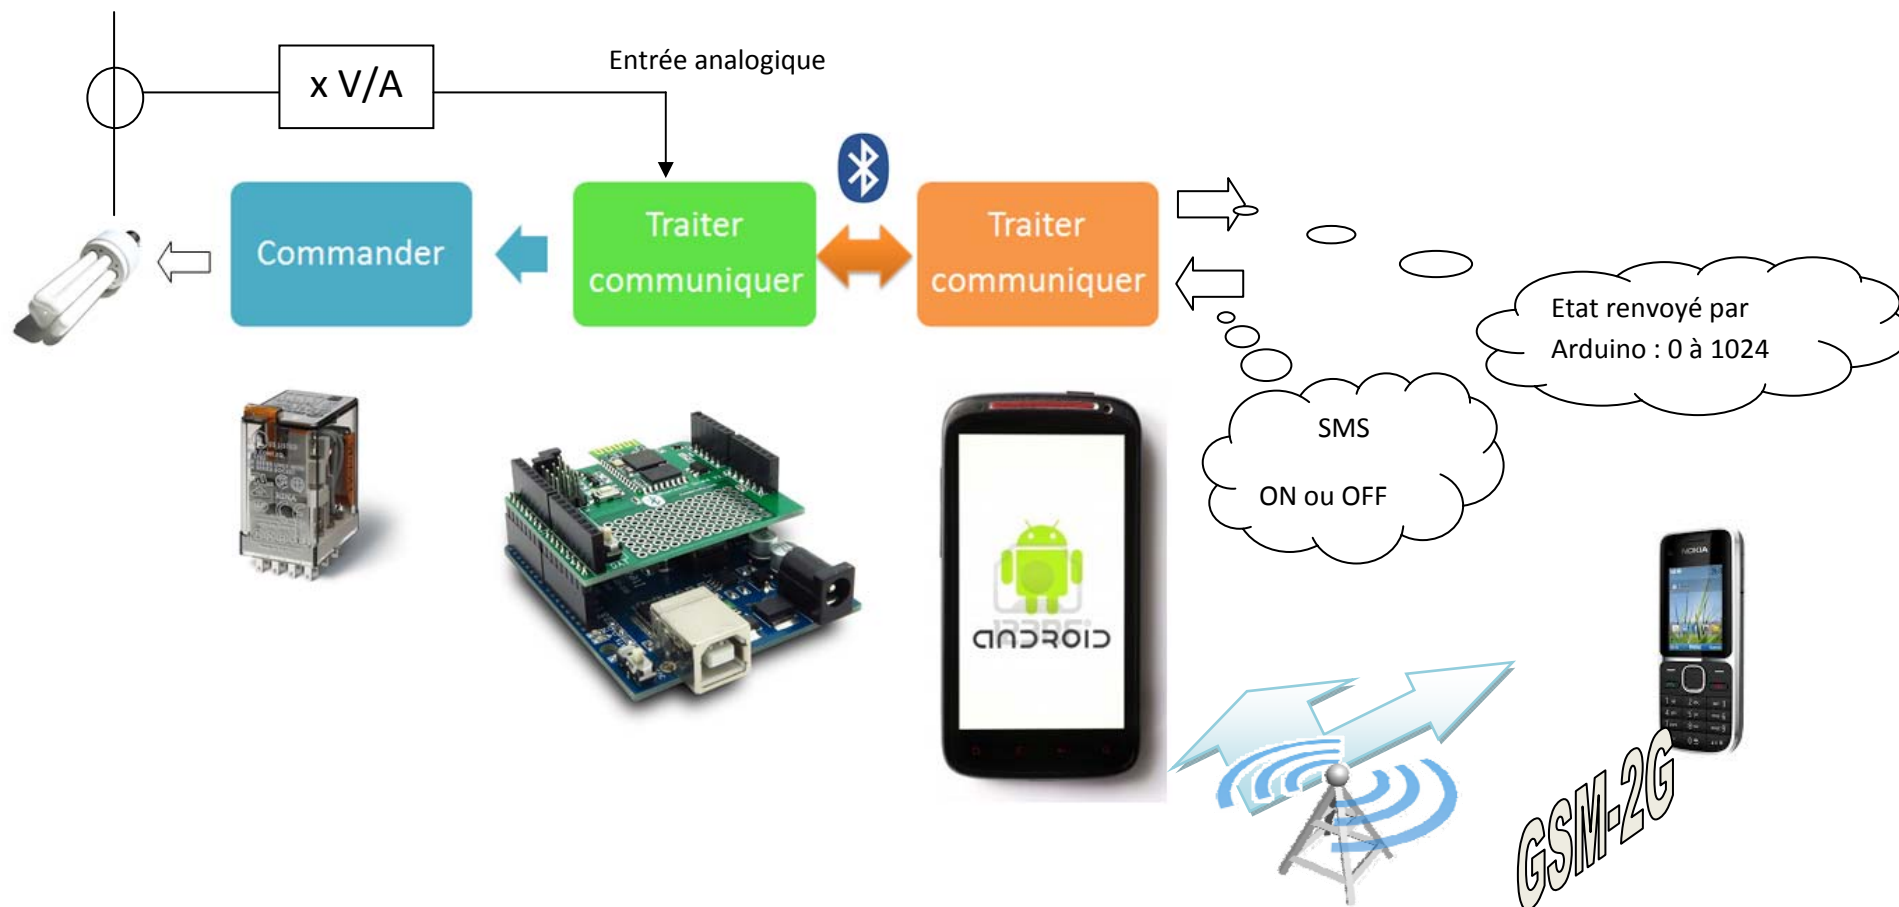 Entrée analogique
x V/A
Commander
Traiter
communiquer
Traiter
communiquer
Etat renvoyé par
Arduino : 0 à 1024
SMS
ON ou OFF
ANDROID
NOKIA
GSM-2G